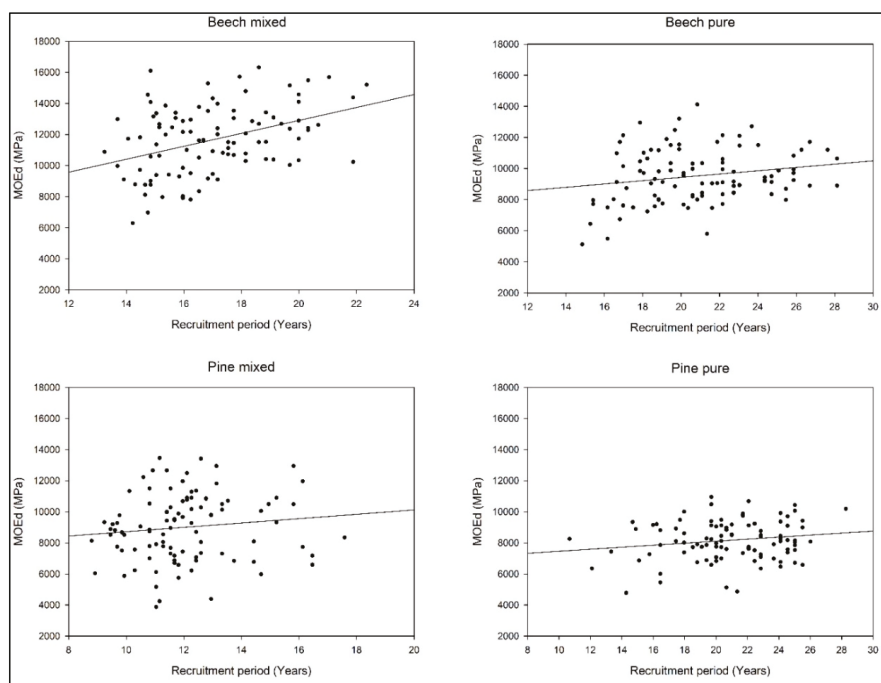 Beech mixed
18000
16000
14000
12000
10000
8000
6000
4000
2000
MOEd (MPa)
12 14 16 18 20 22 24
Recruitment period (Years)
Beech pure
18000
16000
14000
12000
10000
8000
6000
4000
2000
MOEd (MPa)
12 14 16 18 20 22 24 26 28 30
Recruitment period (Years)
Pine mixed
18000
16000
14000
12000
10000
8000
6000
4000
2000
MOEd (MPa)
8 10 12 14 16 18 20
Recruitment period (Years)
Pine pure
18000
16000
14000
12000
10000
8000
6000
4000
2000
MOEd (MPa)
8 10 12 14 16 18 20 22 24 26 28 30
Recruitment period (Years)